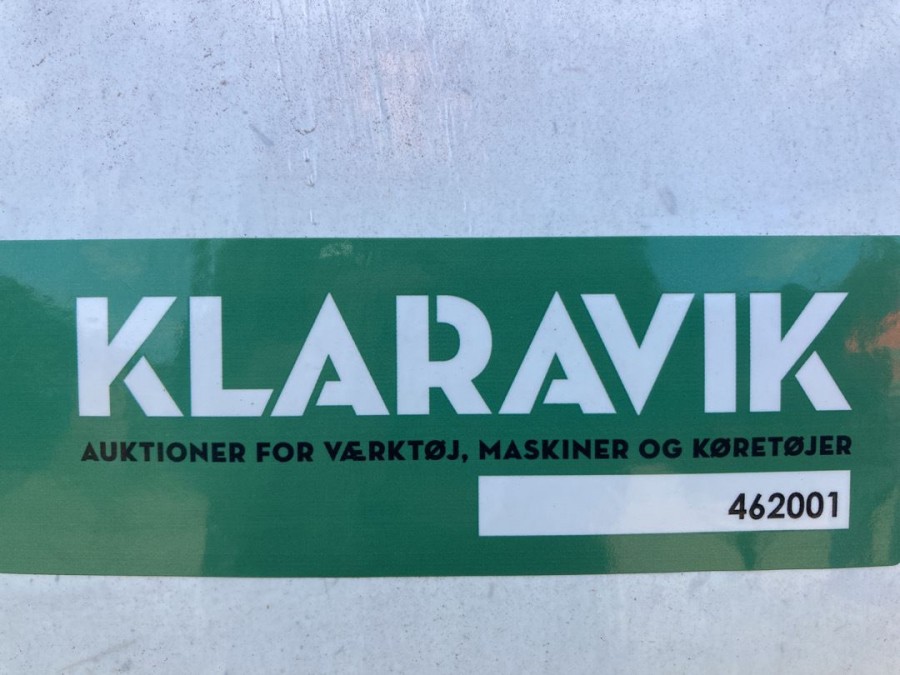 KLARAVIK
AUKTIONER FOR VÆRKTØJ, MASKINER OG KØRETØJER
462001